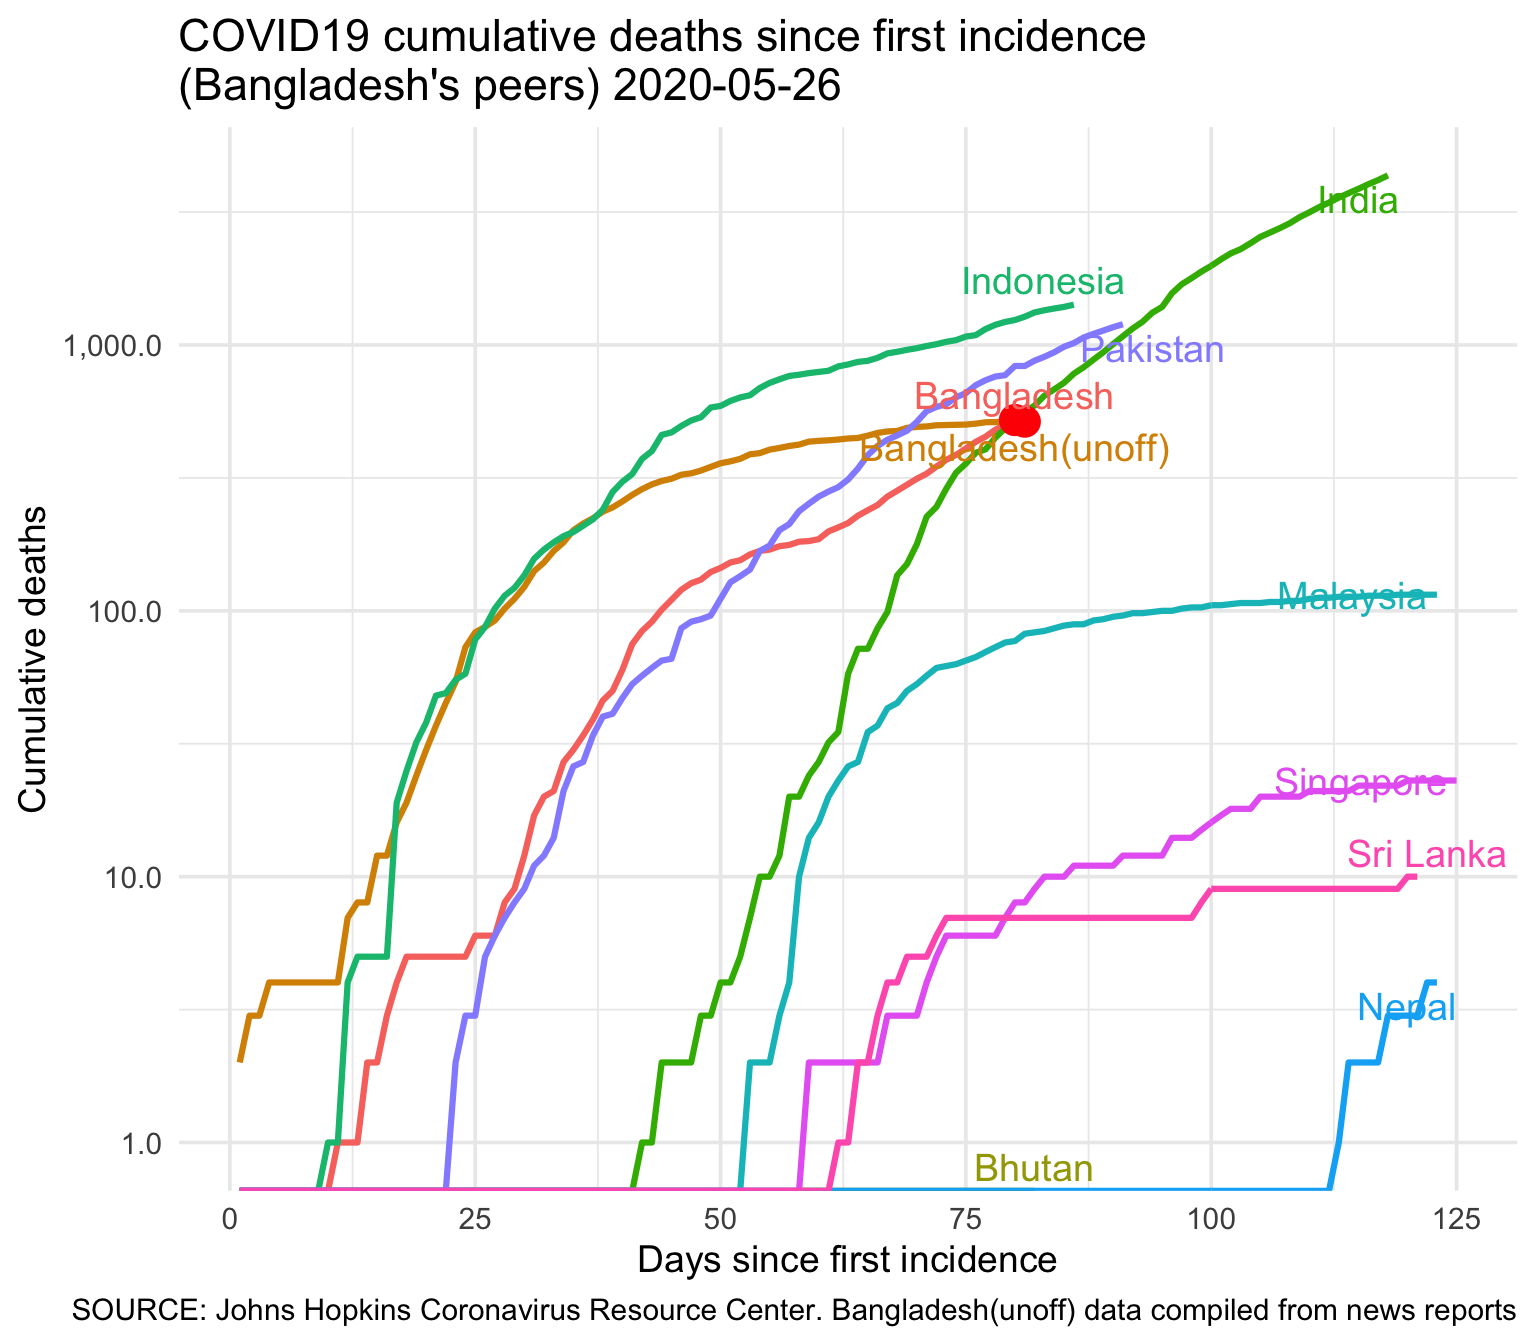 COVID19 cumulative deaths since first incidence
(Bangladesh's peers) 2020-05-26
Cumulative deaths
1,000.0
100.0
10.0
1.0
India
Indonesia
Pakistan
Bangladesh
Bangladesh(unoff)
Malaysia
Singapore
Sri Lanka
Nepal
Bhutan
0
25
50
75
100
125
Days since first incidence
SOURCE: Johns Hopkins Coronavirus Resource Center. Bangladesh(unoff) data compiled from news reports